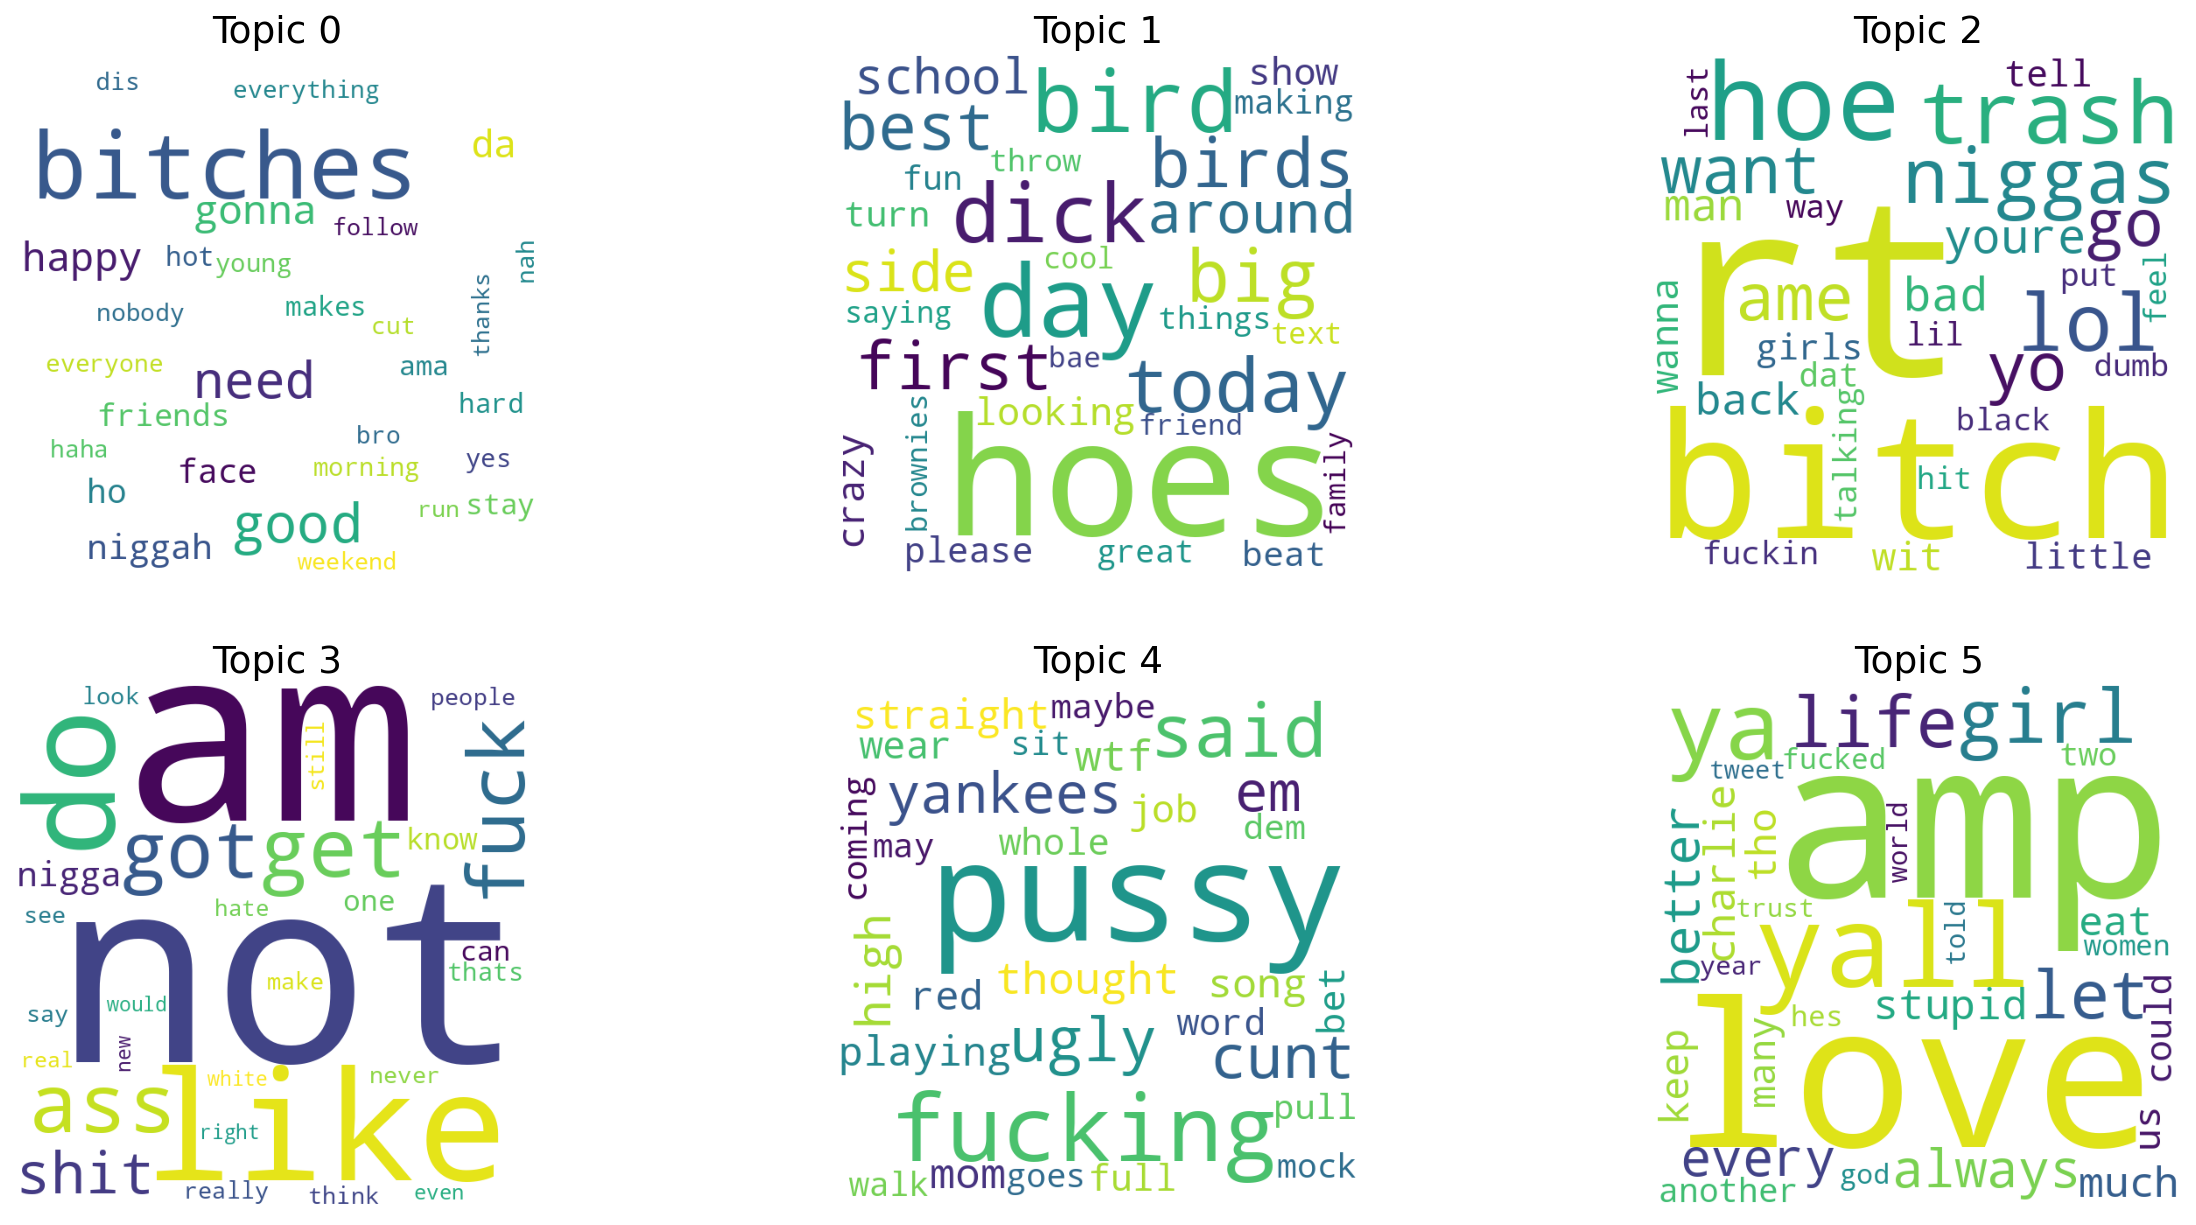 Topic 0
dis
everything
bitches
da
gonna
follow
happy
hot
young
nah
nobody
makes
cut
thanks
everyone
need
ama
friends
hard
haha
bro
face
morning
yes
ho
good
run
stay
niggah
weekend
Topic 1
school
bird
show
making
best
throw
birds
fun
dick
turn
around
side
cool
day
big
saying
things
text
first
bae
today
looking
friend
brownies
hoes
crazy
family
please
great
beat
Topic 2
last
hoe
tell
trash
want
niggas
man
way
rt
youre
go
ame
bad
put
feel
wanna
lol
girls
lil
yo
dumb
dat
back
talking
black
bitch
hit
fuckin
wit
little
Topic 3
look
am
people
do
still
fuck
got
get
know
nigga
one
hate
see
not
can
thats
make
say
would
new
real
like
white
never
ass
right
shit
really
think
even
Topic 4
straight
maybe
said
wear
sit
wtf
yankees
em
job
dem
coming
may
whole
pussy
high
thought
song
bet
red
word
playing
ugly
cunt
fucking
pull
walk
mom
goes
full
mock
Topic 5
ya
life
girl
tweet
fucked
two
amp
better
charlie
tho
world
trust
yall
told
eat
women
year
stupid
let
hes
love
could
keep
many
us
every
god
always
another
much